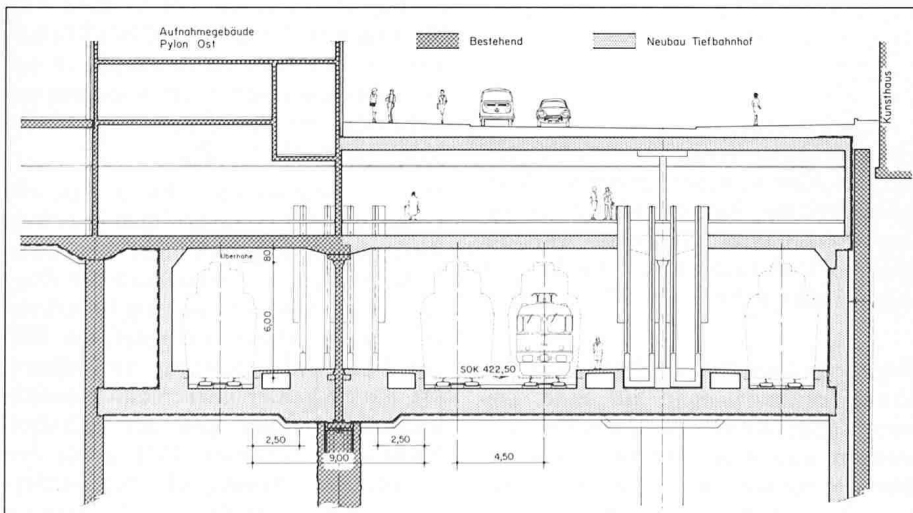 Aufnahmegebäude
Pylon Ost
Bestehend
Neubau Tiefbahnhof
Kunsthaus
Überhöhe
80
6,00
SOK 422,50
2,50
2,50
9,00
4,50